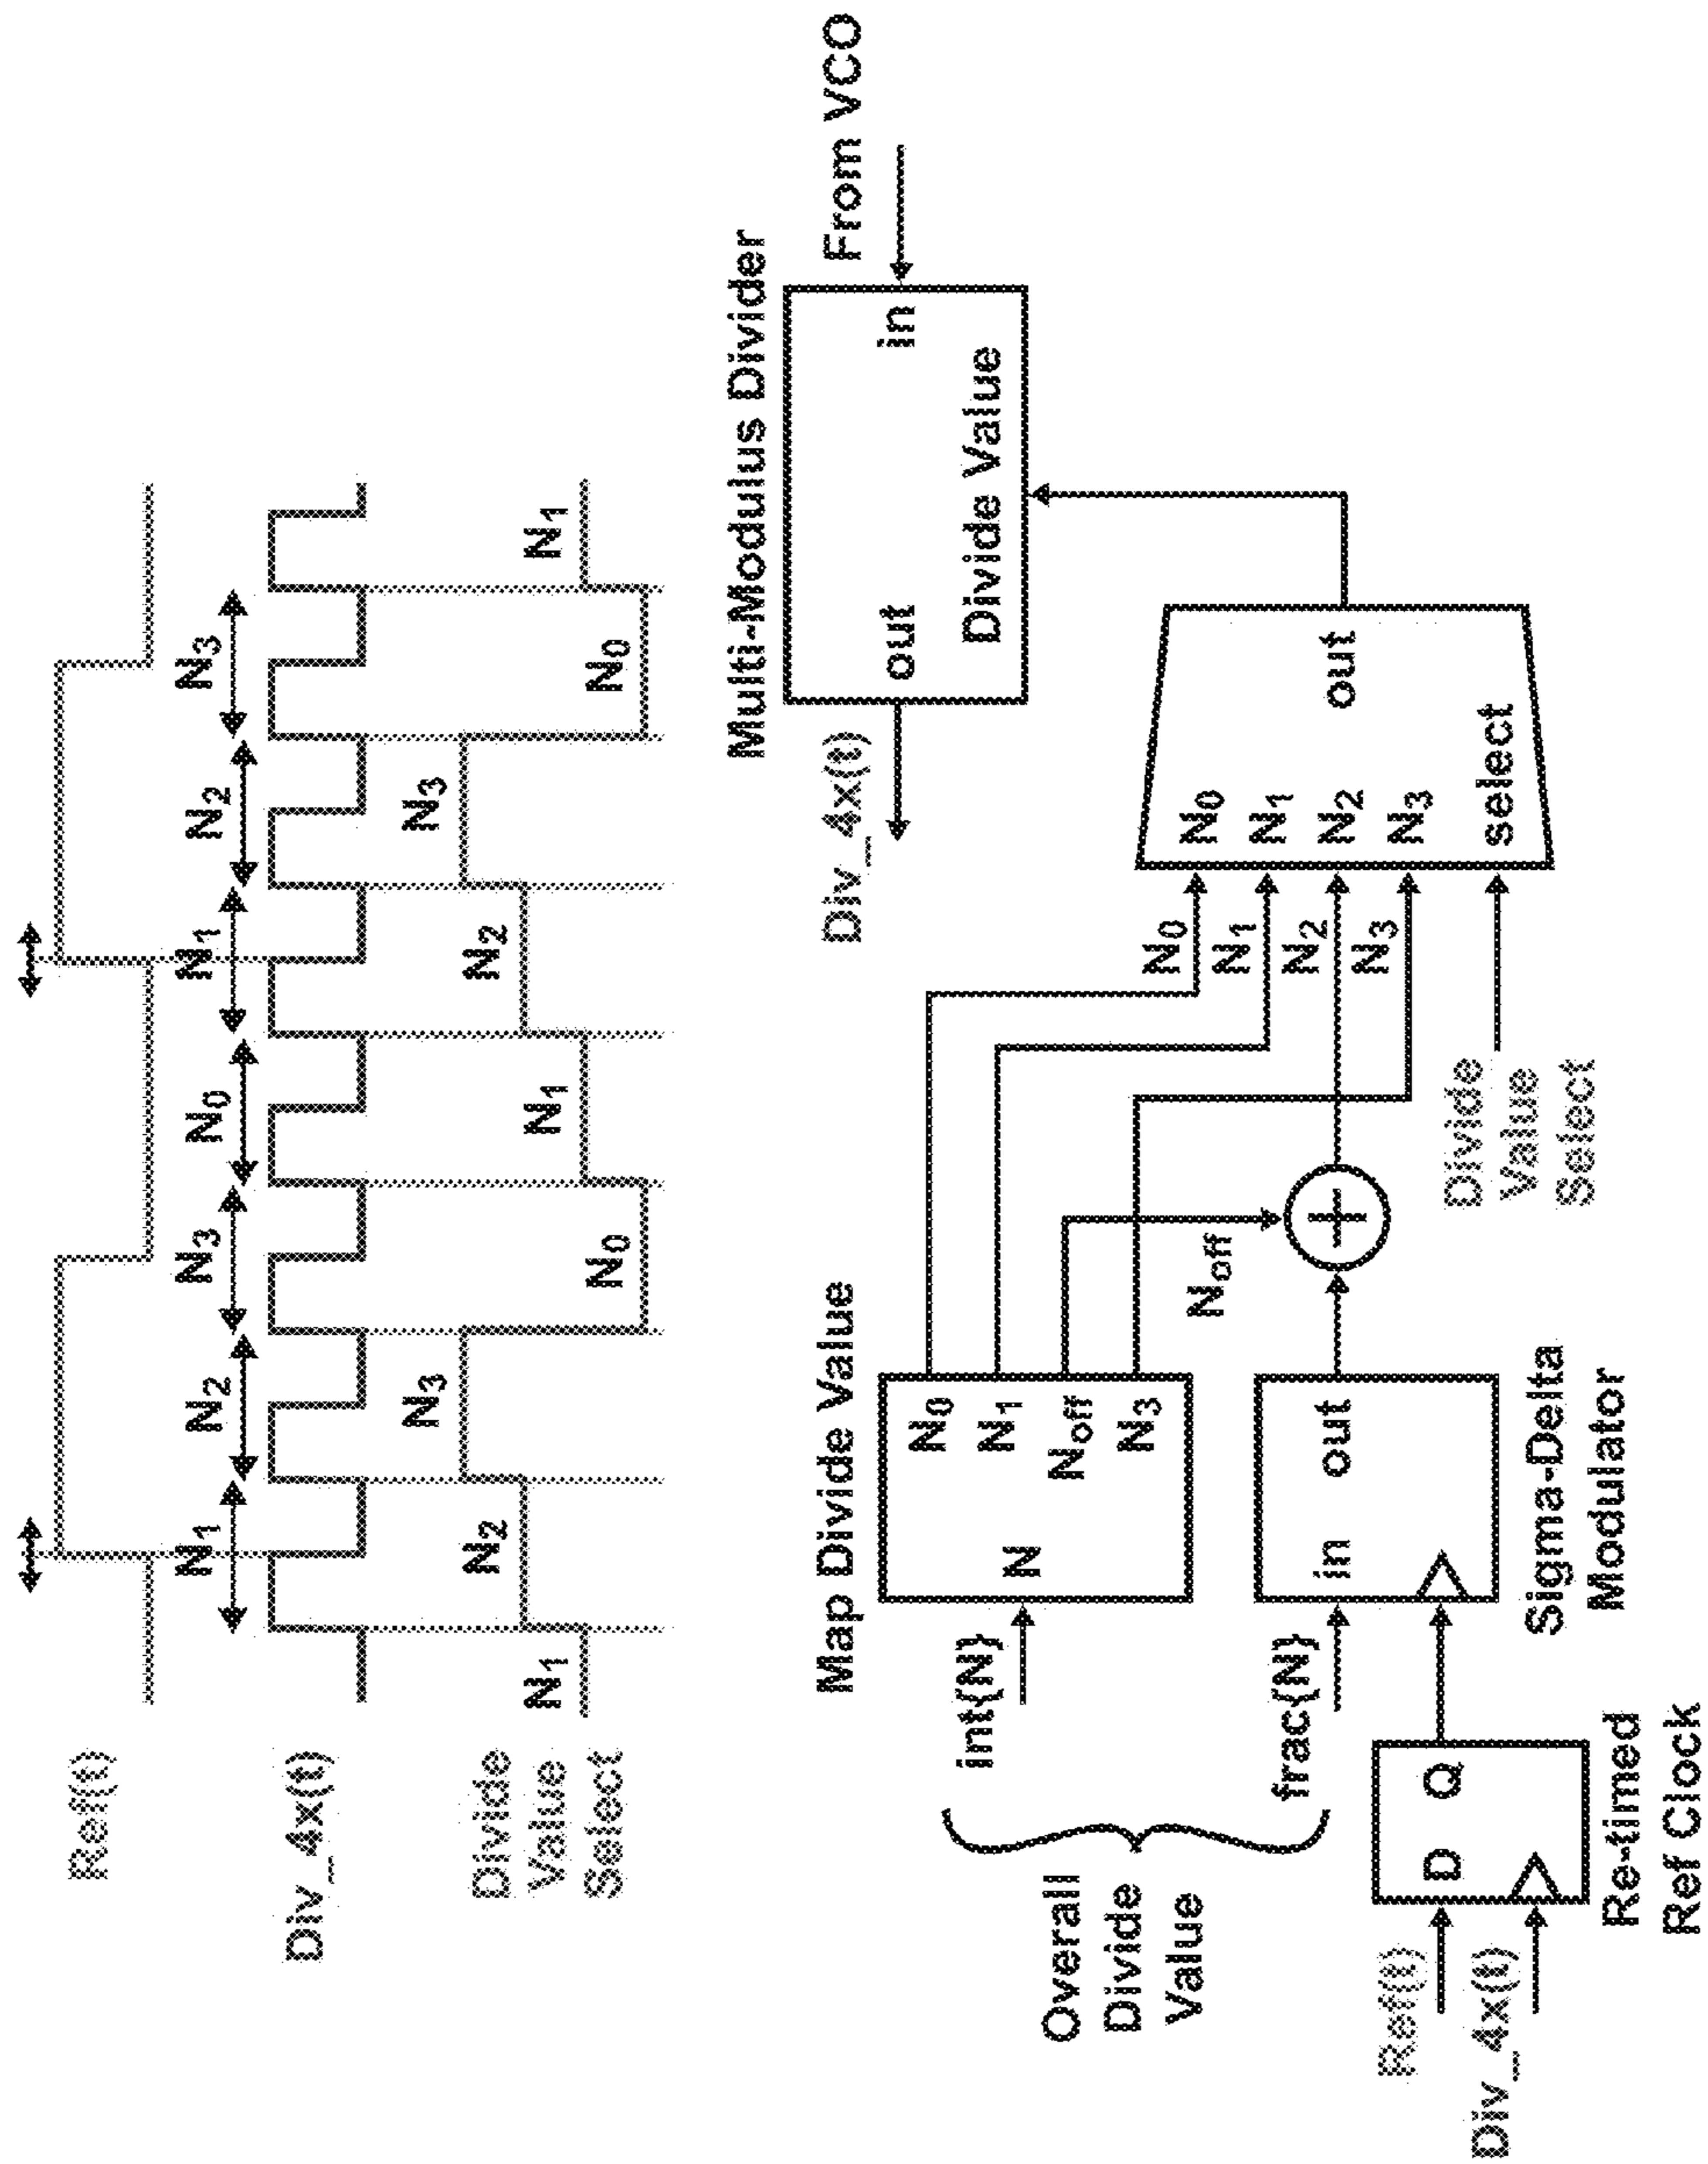 Ref(t)
N1 N2 N3 N0 N1 N2 N3
Div_4x(t)
N3 N3
Divide
Value
Select
N2 N2
N1 N1 N1
N0 N0
Multi-Modulus Divider
Map Divide Value
Div_4x(t)
out
in
From VCO
Divide Value
int{N}
N
N0
N1
Noff
N3
Overall
Divide
Value
Noff
N0
N1
N2
N3
N0
N1
N2
N3
out
select
frac{N}
in
out
Divide
Value
Select
Ref(t)
Div_4x(t)
D
Q
Sigma-Delta
Modulator
Re-timed
Ref Clock